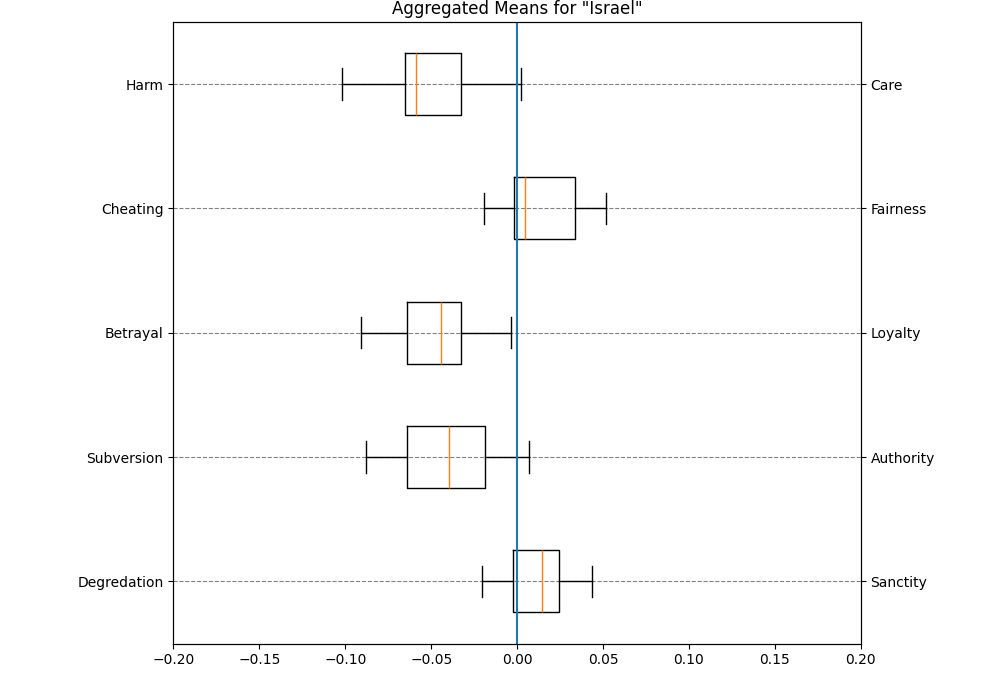 Aggregated Means for "Israel"
Harm Care
Cheating Fairness
Betrayal Loyalty
Subversion Authority
Degredation Sanctity
−0.20 −0.15 −0.10 −0.05 0.00 0.05 0.10 0.15 0.20